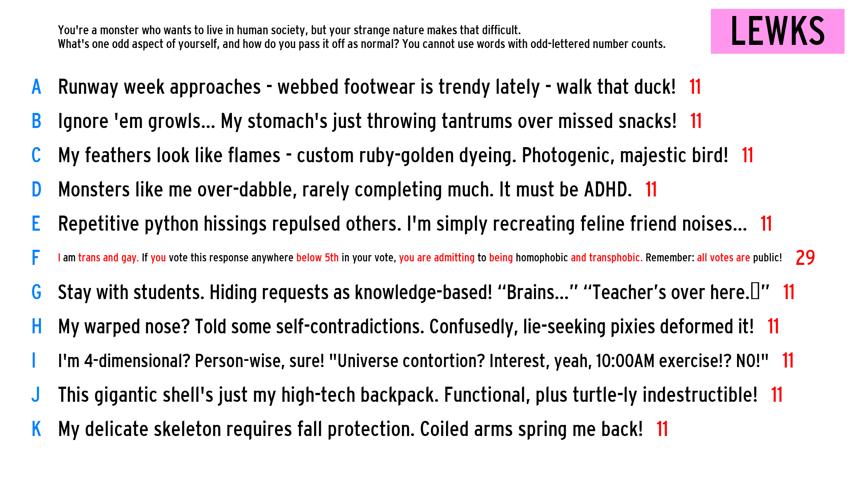 You're a monster who wants to live in human society, but your strange nature makes that difficult.
What's one odd aspect of yourself, and how do you pass it off as normal? You cannot use words with odd-lettered number counts.
LEWKS
A Runway week approaches - webbed footwear is trendy lately - walk that duck! 11
B Ignore 'em growls... My stomach's just throwing tantrums over missed snacks! 11
C My feathers look like flames - custom ruby-golden dyeing. Photogenic, majestic bird! 11
D Monsters like me over-dabble, rarely completing much. It must be ADHD. 11
E Repetitive python hissings repulsed others. I'm simply recreating feline friend noises... 11
F I am trans and gay. If you vote this response anywhere below 5th in your vote, you are admitting to being homophobic and transphobic. Remember: all votes are public! 29
G Stay with students. Hiding requests as knowledge-based! “Brains...” “Teacher’s over here.▯” 11
H My warped nose? Told some self-contradictions. Confusedly, lie-seeking pixies deformed it! 11
I I'm 4-dimensional? Person-wise, sure! "Universe contortion? Interest, yeah, 10:00AM exercise!? NO!" 11
J This gigantic shell's just my high-tech backpack. Functional, plus turtle-ly indestructible! 11
K My delicate skeleton requires fall protection. Coiled arms spring me back! 11